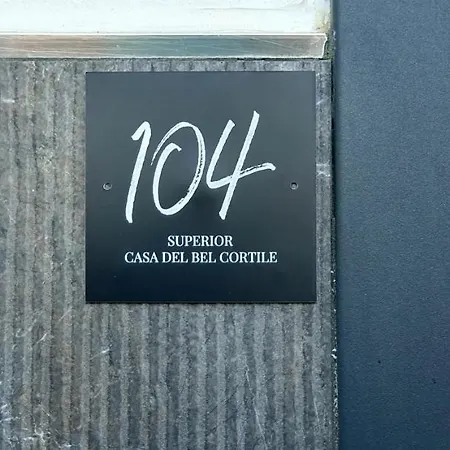 104
SUPERIOR
CASA DEL BEL CORTILE